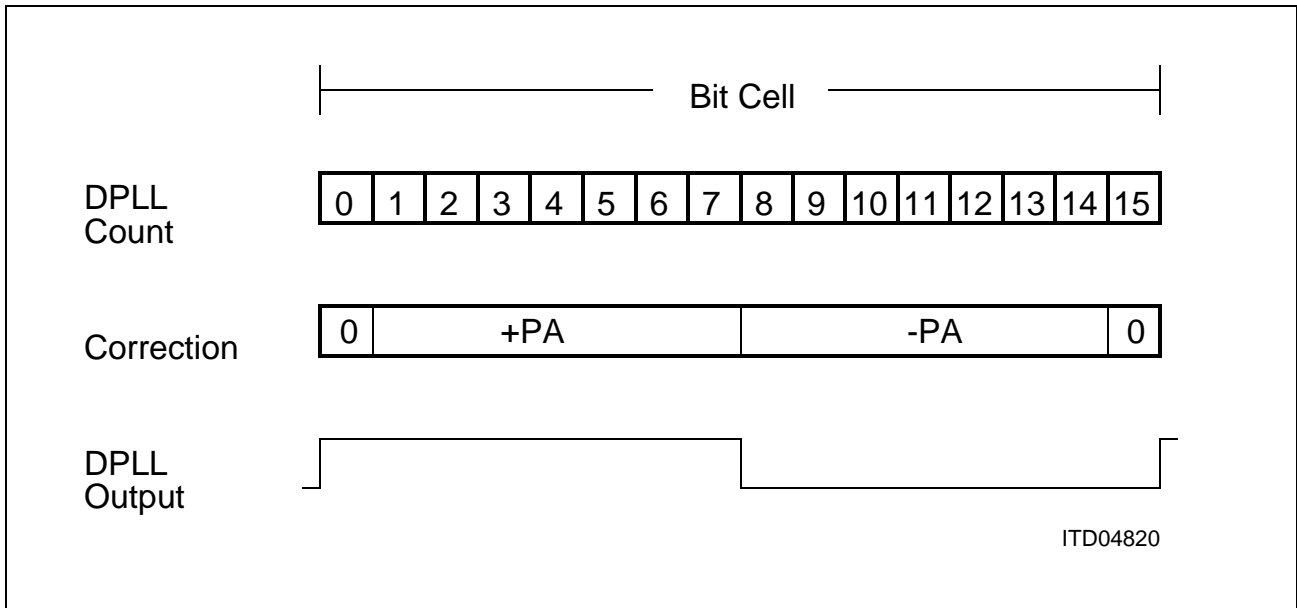 Bit Cell
DPLL
Count
0 1 2 3 4 5 6 7 8 9 10 11 12 13 14 15
Correction
0 +PA -PA 0
DPLL
Output
ITD04820